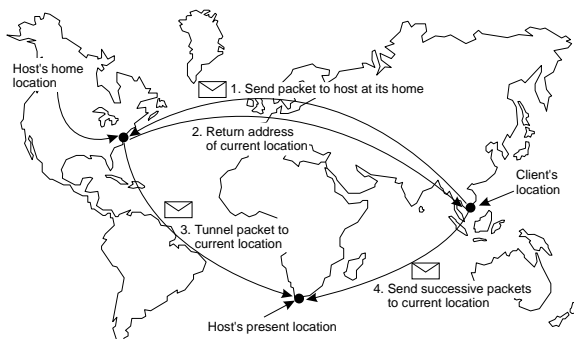 Host's home
location
1. Send packet to host at its home
2. Return address
of current location
Client's
location
3. Tunnel packet to
current location
4. Send successive packets
to current location
Host's present location